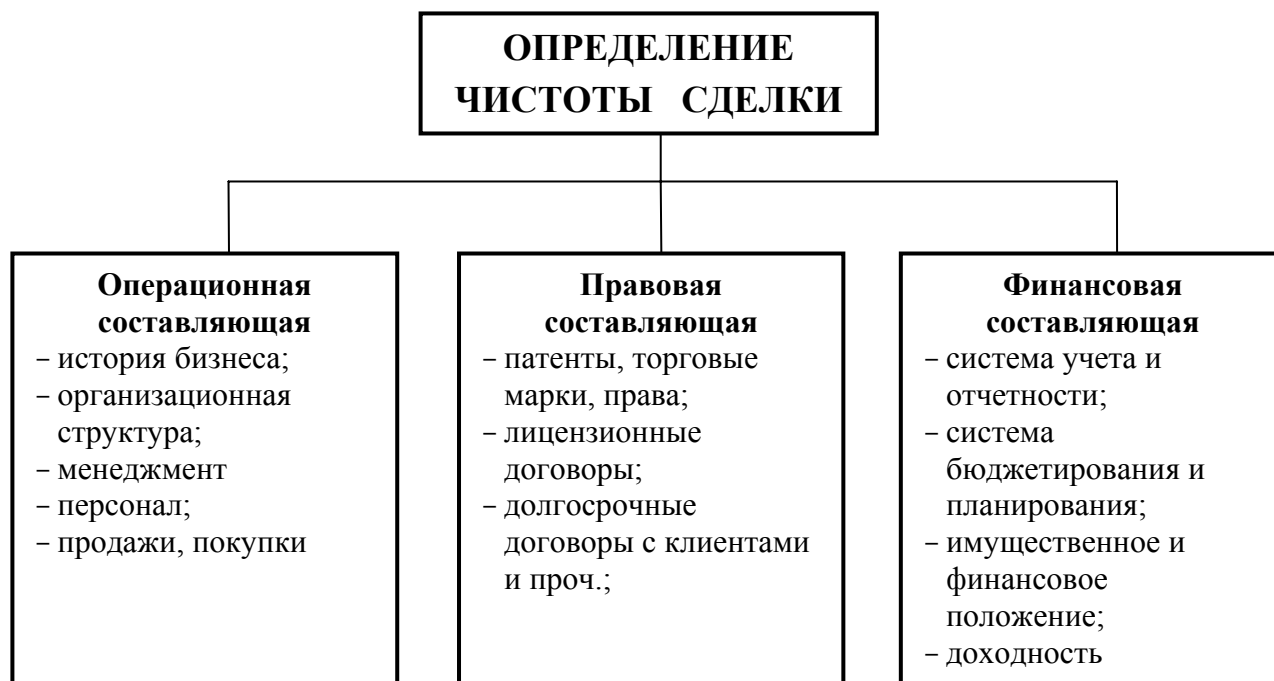 ОПРЕДЕЛЕНИЕ
ЧИСТОТЫ СДЕЛКИ
Операционная
составляющая
– история бизнеса;
– организационная
структура;
– менеджмент
– персонал;
– продажи, покупки
Правовая
составляющая
– патенты, торговые
марки, права;
– лицензионные
договоры;
– долгосрочные
договоры с клиентами
и проч.;
Финансовая
составляющая
– система учета и
отчетности;
– система
бюджетирования и
планирования;
– имущественное и
финансовое
положение;
– доходность